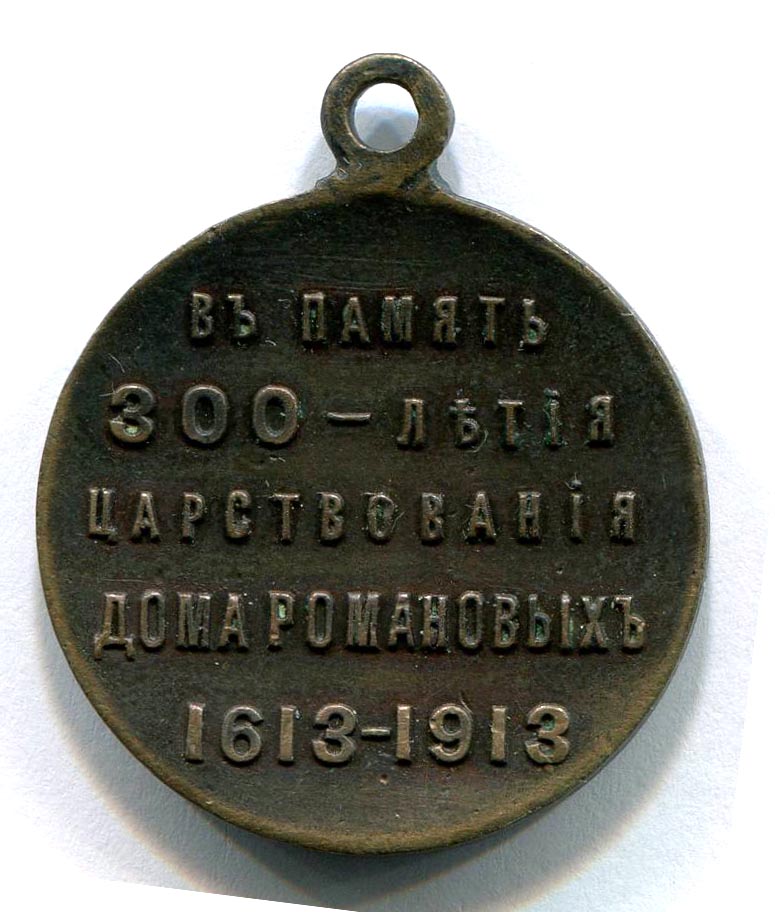 ВЪ ПАМЯТЬ
300-ЛѢТІЯ
ЦАРСТВОВАНІЯ
ДОМА РОМАНОВЫХЪ
1613-1913